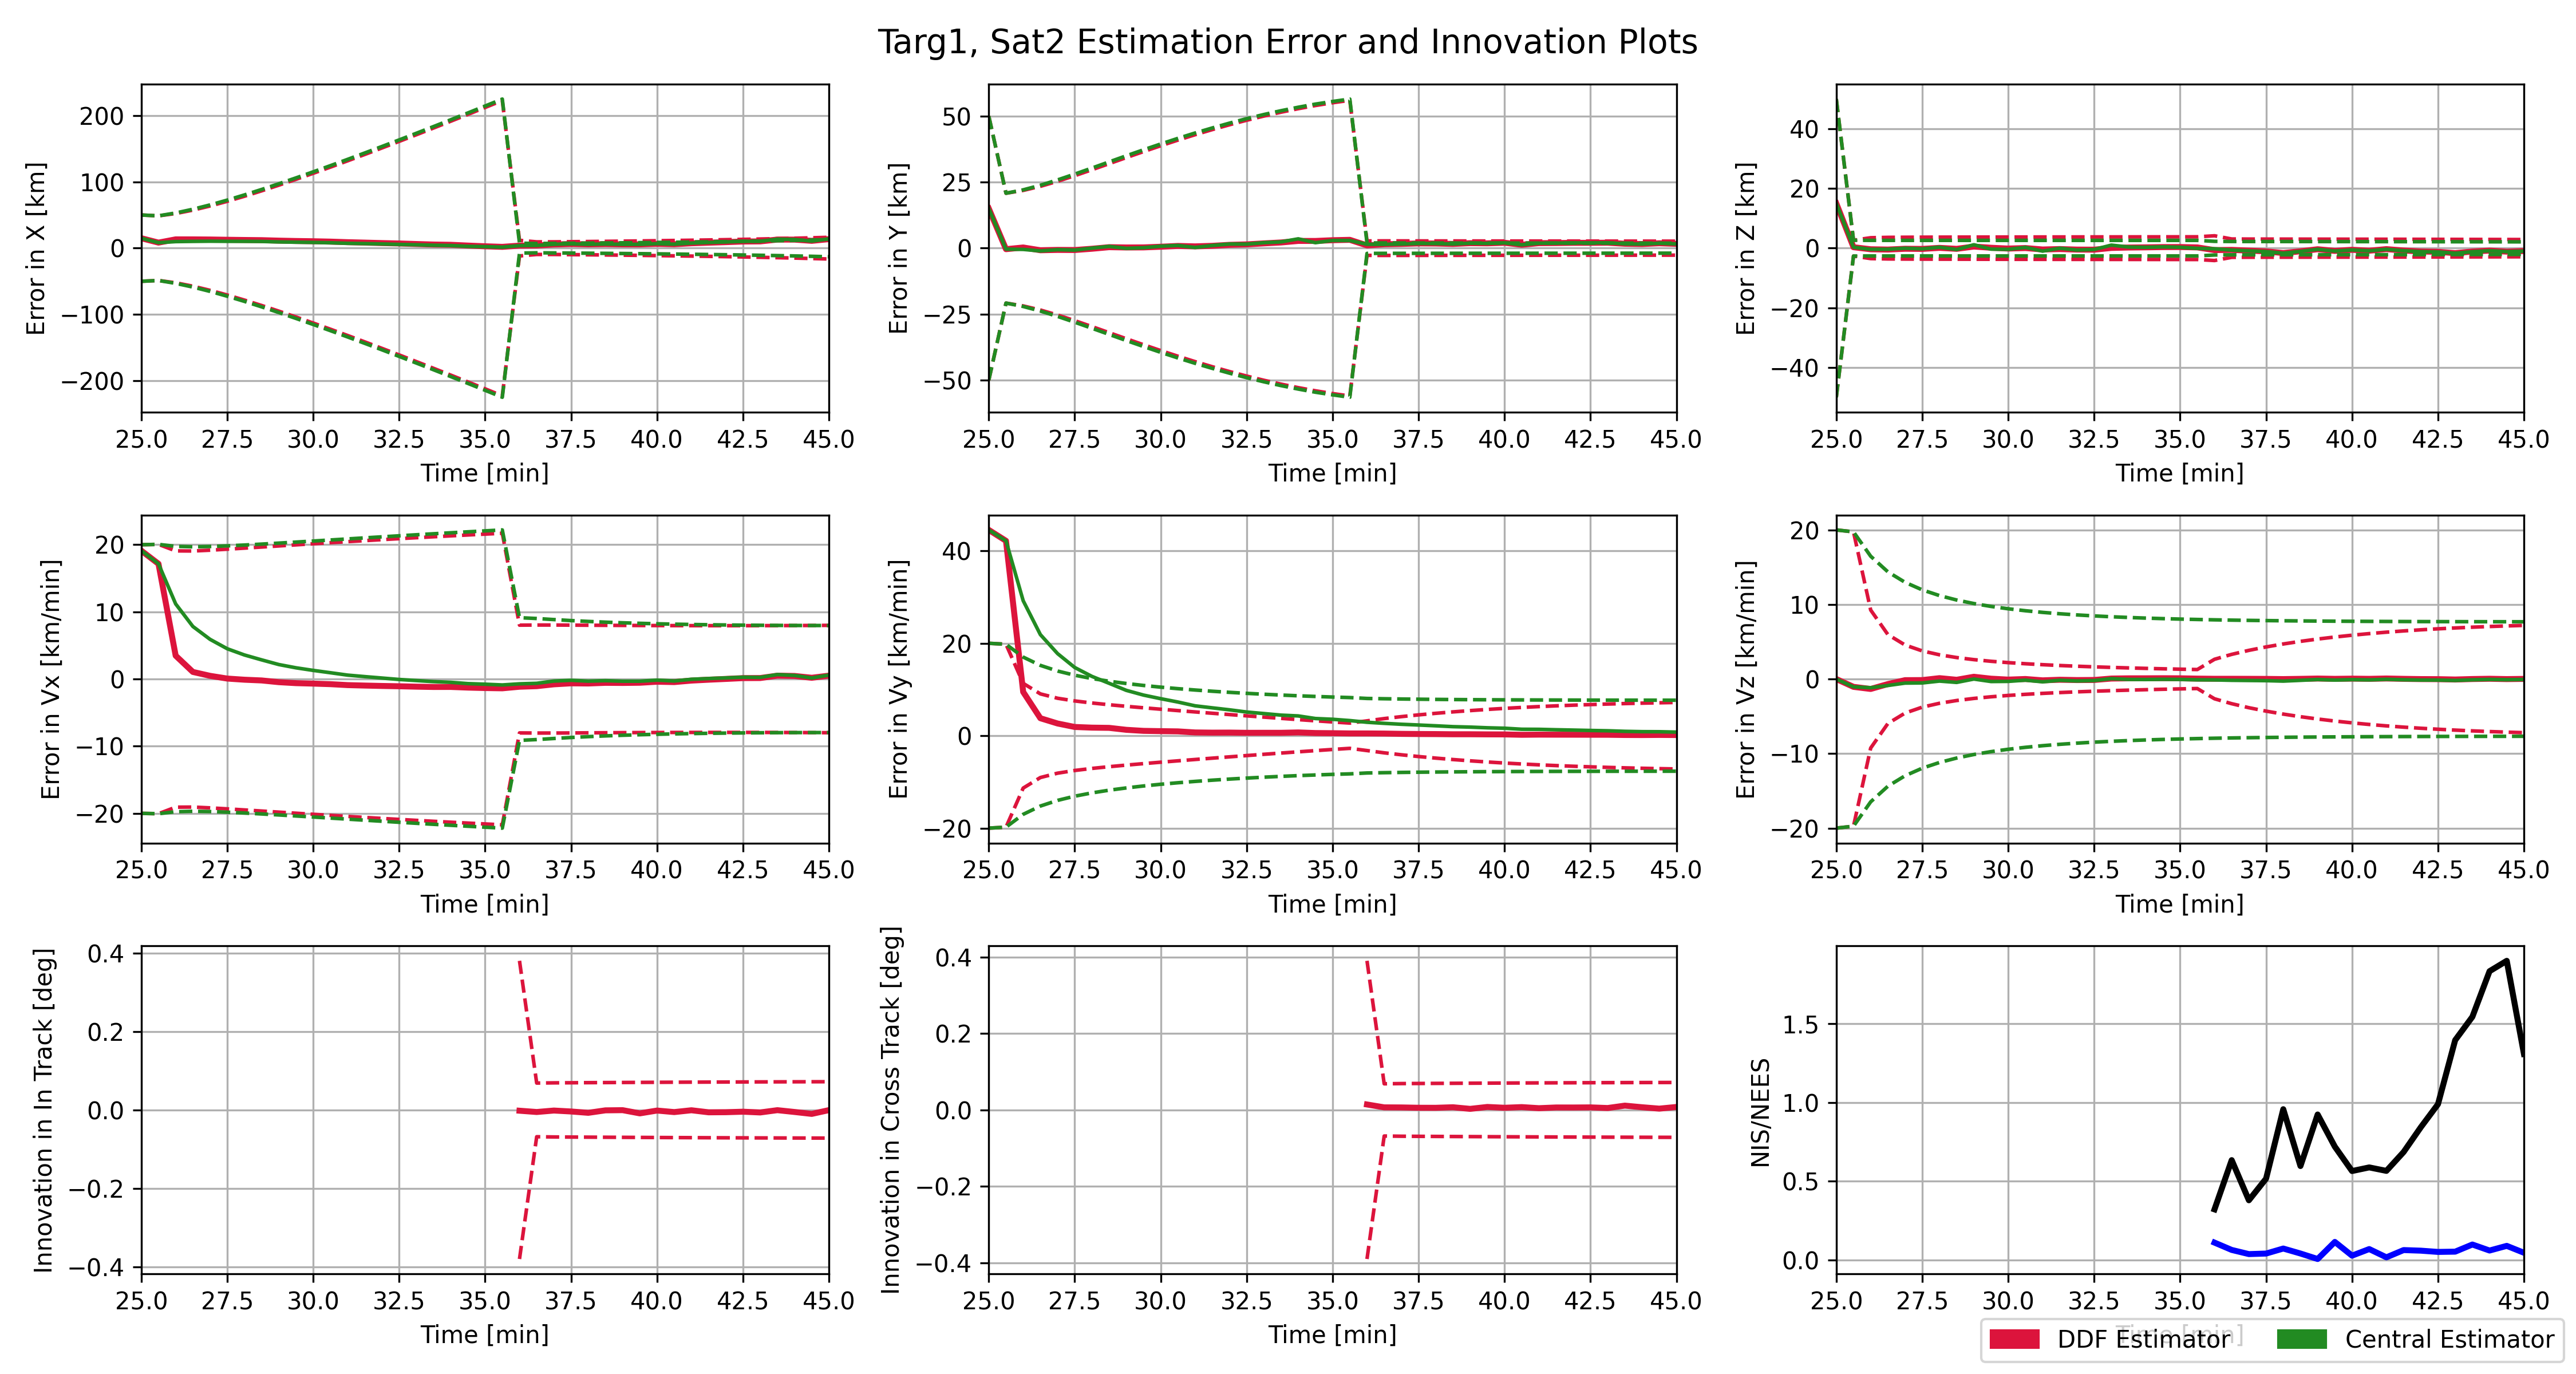 Targ1, Sat2 Estimation Error and Innovation Plots
Error in X [km]
200
100
0
−100
−200
25.0 27.5 30.0 32.5 35.0 37.5 40.0 42.5 45.0
Time [min]
Error in Y [km]
50
25
0
−25
−50
25.0 27.5 30.0 32.5 35.0 37.5 40.0 42.5 45.0
Time [min]
Error in Z [km]
40
20
0
−20
−40
25.0 27.5 30.0 32.5 35.0 37.5 40.0 42.5 45.0
Time [min]
Error in Vx [km/min]
20
10
0
−10
−20
25.0 27.5 30.0 32.5 35.0 37.5 40.0 42.5 45.0
Time [min]
Error in Vy [km/min]
40
20
0
−20
25.0 27.5 30.0 32.5 35.0 37.5 40.0 42.5 45.0
Time [min]
Error in Vz [km/min]
20
10
0
−10
−20
25.0 27.5 30.0 32.5 35.0 37.5 40.0 42.5 45.0
Time [min]
Innovation in In Track [deg]
0.4
0.2
0.0
−0.2
−0.4
25.0 27.5 30.0 32.5 35.0 37.5 40.0 42.5 45.0
Time [min]
Innovation in Cross Track [deg]
0.4
0.2
0.0
−0.2
−0.4
25.0 27.5 30.0 32.5 35.0 37.5 40.0 42.5 45.0
Time [min]
NIS/NEES
1.5
1.0
0.5
0.0
25.0 27.5 30.0 32.5 35.0 37.5 40.0 42.5 45.0
Time [min]
DDF Estimator Central Estimator